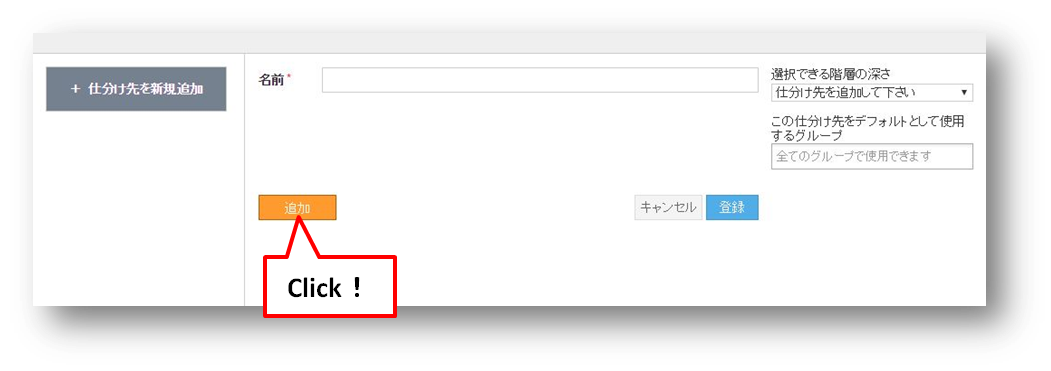 + 仕分け先を新規追加
名前*
選択できる階層の深さ
仕分け先を追加して下さい ▼
この仕分け先をデフォルトとして使用
するグループ
全てのグループで使用できます
追加
キャンセル
登録
Click！